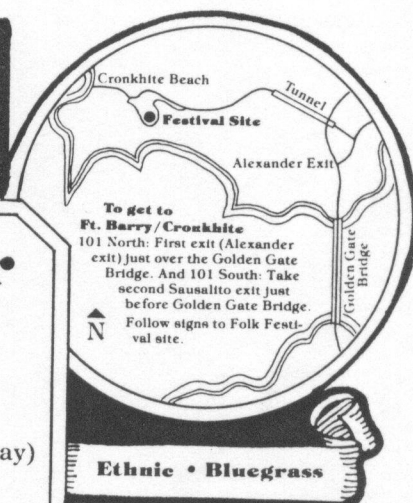 Cronkhite Beach
Tunnel
Festival Site
Alexander Exit
To get to
Ft. Barry/Cronkhite
101 North: First exit (Alexander
exit) just over the Golden Gate
Bridge. And 101 South: Take
second Sausalito exit just
before Golden Gate Bridge.
Follow signs to Folk Festi-
val site.
N
Golden Gate
Bridge
ay)
Ethnic • Bluegrass